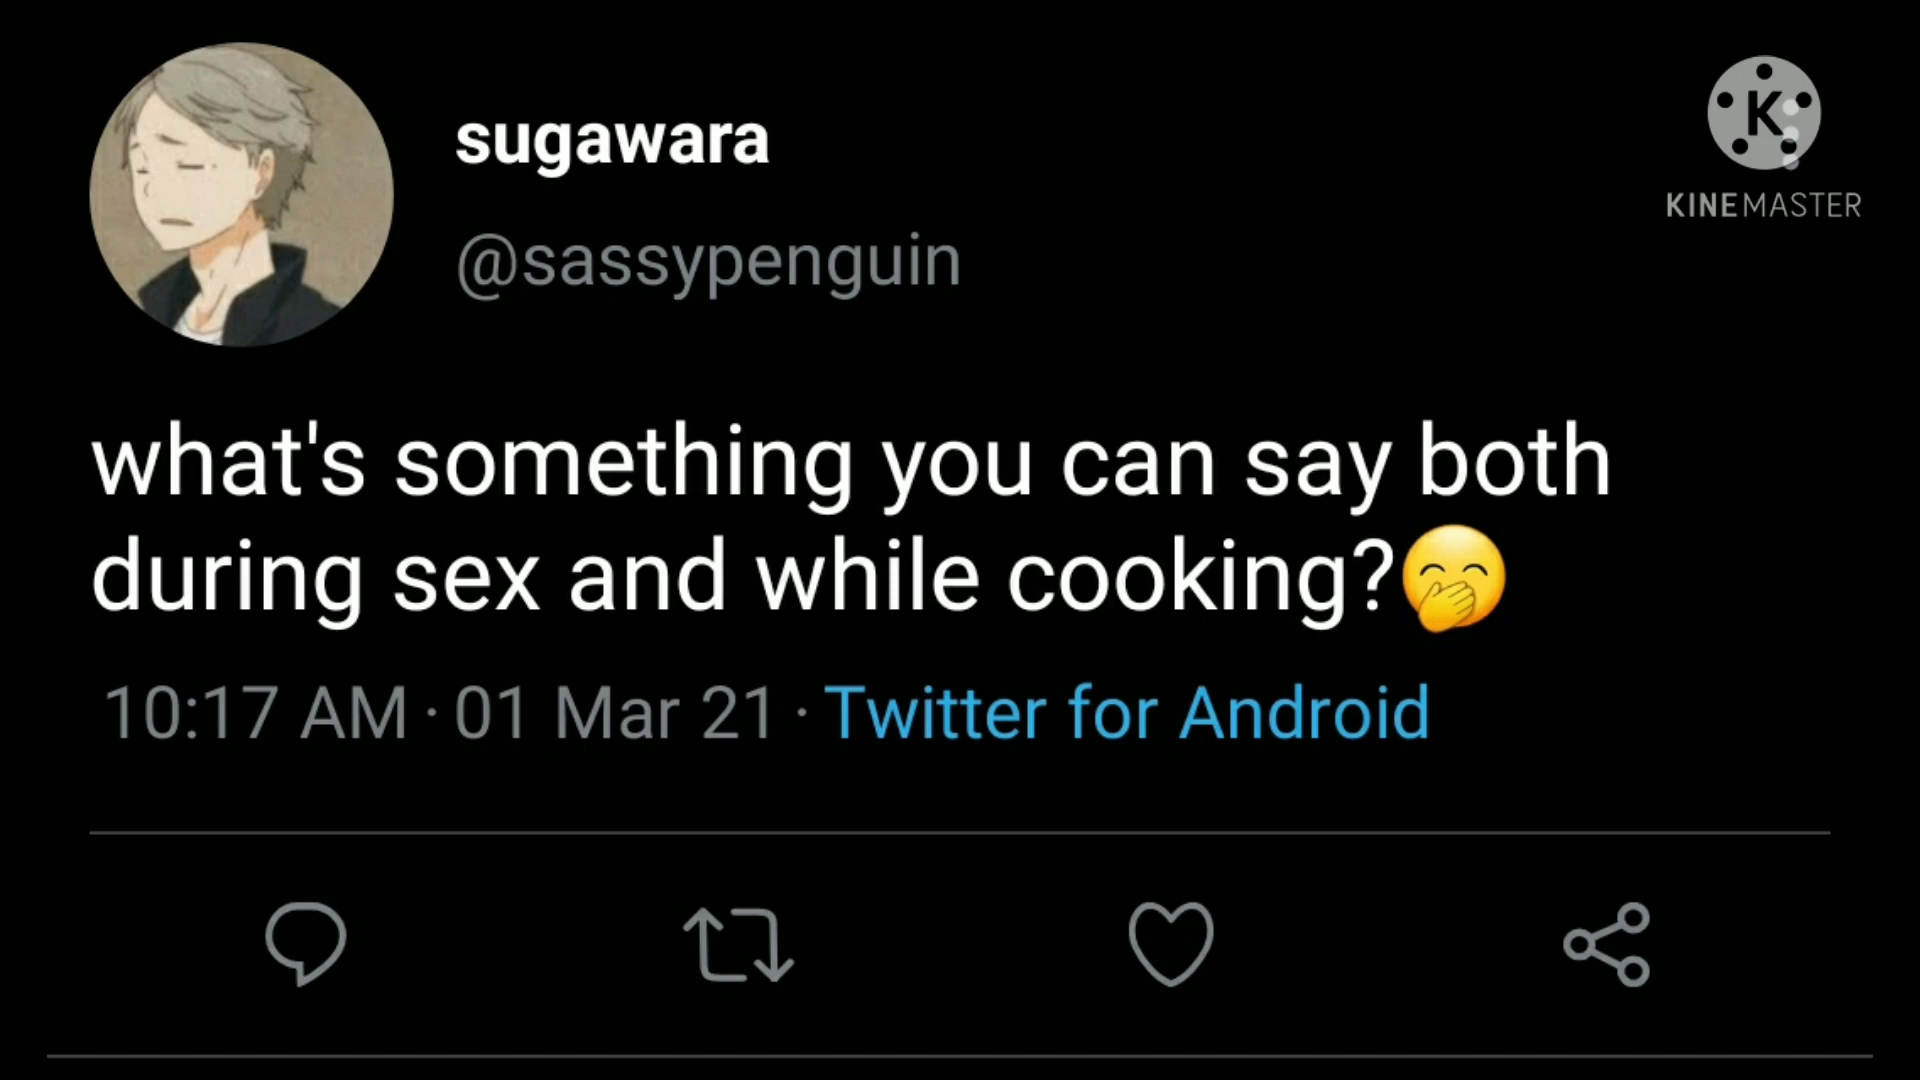 sugawara
@sassypenguin
K
KINEMASTER
what's something you can say both
during sex and while cooking?🤭
10:17 AM · 01 Mar 21 · Twitter for Android